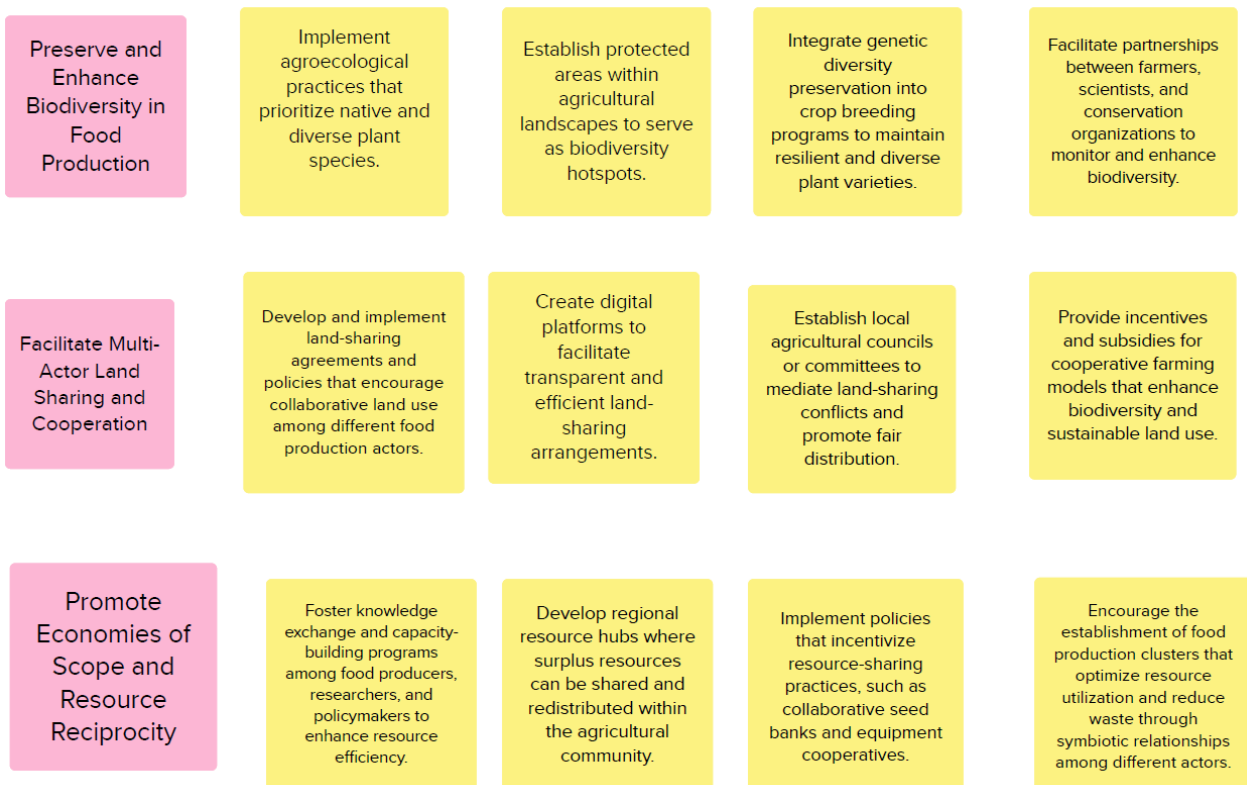 Preserve and
Enhance
Biodiversity in
Food
Production
Implement
agroecological
practices that
prioritize native and
diverse plant
species.
Establish protected
areas within
agricultural
landscapes to serve
as biodiversity
hotspots.
Integrate genetic
diversity
preservation into
crop breeding
programs to maintain
resilient and diverse
plant varieties.
Facilitate partnerships
between farmers,
scientists, and
conservation
organizations to
monitor and enhance
biodiversity.
Facilitate Multi-
Actor Land
Sharing and
Cooperation
Develop and implement
land-sharing
agreements and
policies that encourage
collaborative land use
among different food
production actors.
Create digital
platforms to
facilitate
transparent and
efficient land-
sharing
arrangements.
Establish local
agricultural councils
or committees to
mediate land-sharing
conflicts and
promote fair
distribution.
Provide incentives
and subsidies for
cooperative farming
models that enhance
biodiversity and
sustainable land use.
Promote
Economies of
Scope and
Resource
Reciprocity
Foster knowledge
exchange and capacity-
building programs
among food producers,
researchers, and
policymakers to
enhance resource
efficiency.
Develop regional
resource hubs where
surplus resources
can be shared and
redistributed within
the agricultural
community.
Implement policies
that incentivize
resource-sharing
practices, such as
collaborative seed
banks and equipment
cooperatives.
Encourage the
establishment of food
production clusters that
optimize resource
utilization and reduce
waste through
symbiotic relationships
among different actors.